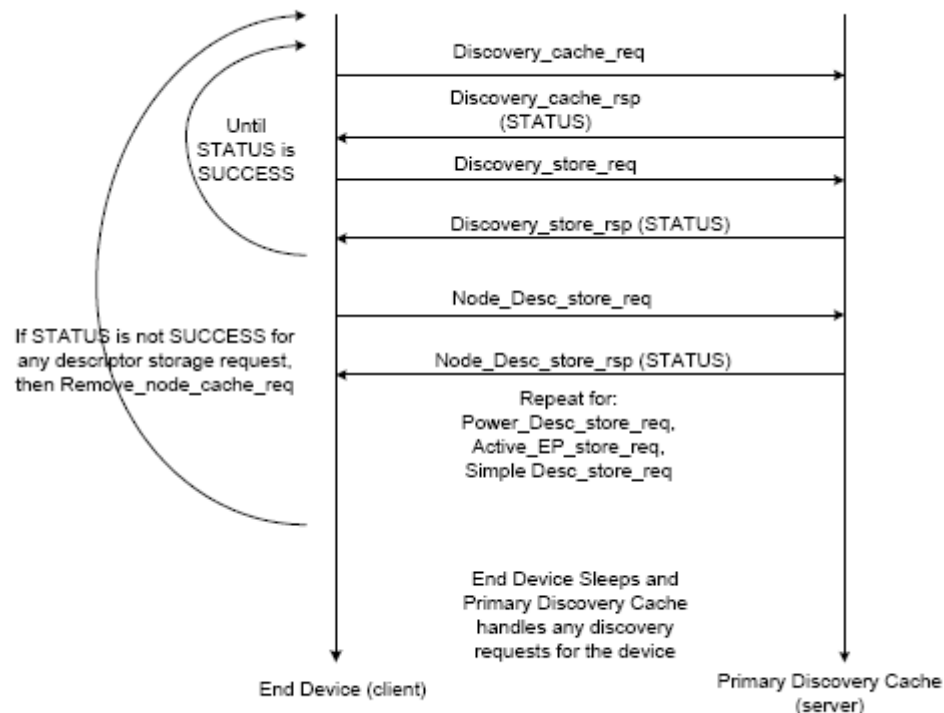 Discovery_cache_req
Discovery_cache_rsp
(STATUS)
Until
STATUS is
SUCCESS
Discovery_store_req
Discovery_store_rsp (STATUS)
Node_Desc_store_req
If STATUS is not SUCCESS for
any descriptor storage request,
then Remove_node_cache_req
Node_Desc_store_rsp (STATUS)
Repeat for:
Power_Desc_store_req,
Active_EP_store_req,
Simple Desc_store_req
End Device Sleeps and
Primary Discovery Cache
handles any discovery
requests for the device
End Device (client)
Primary Discovery Cache
(server)